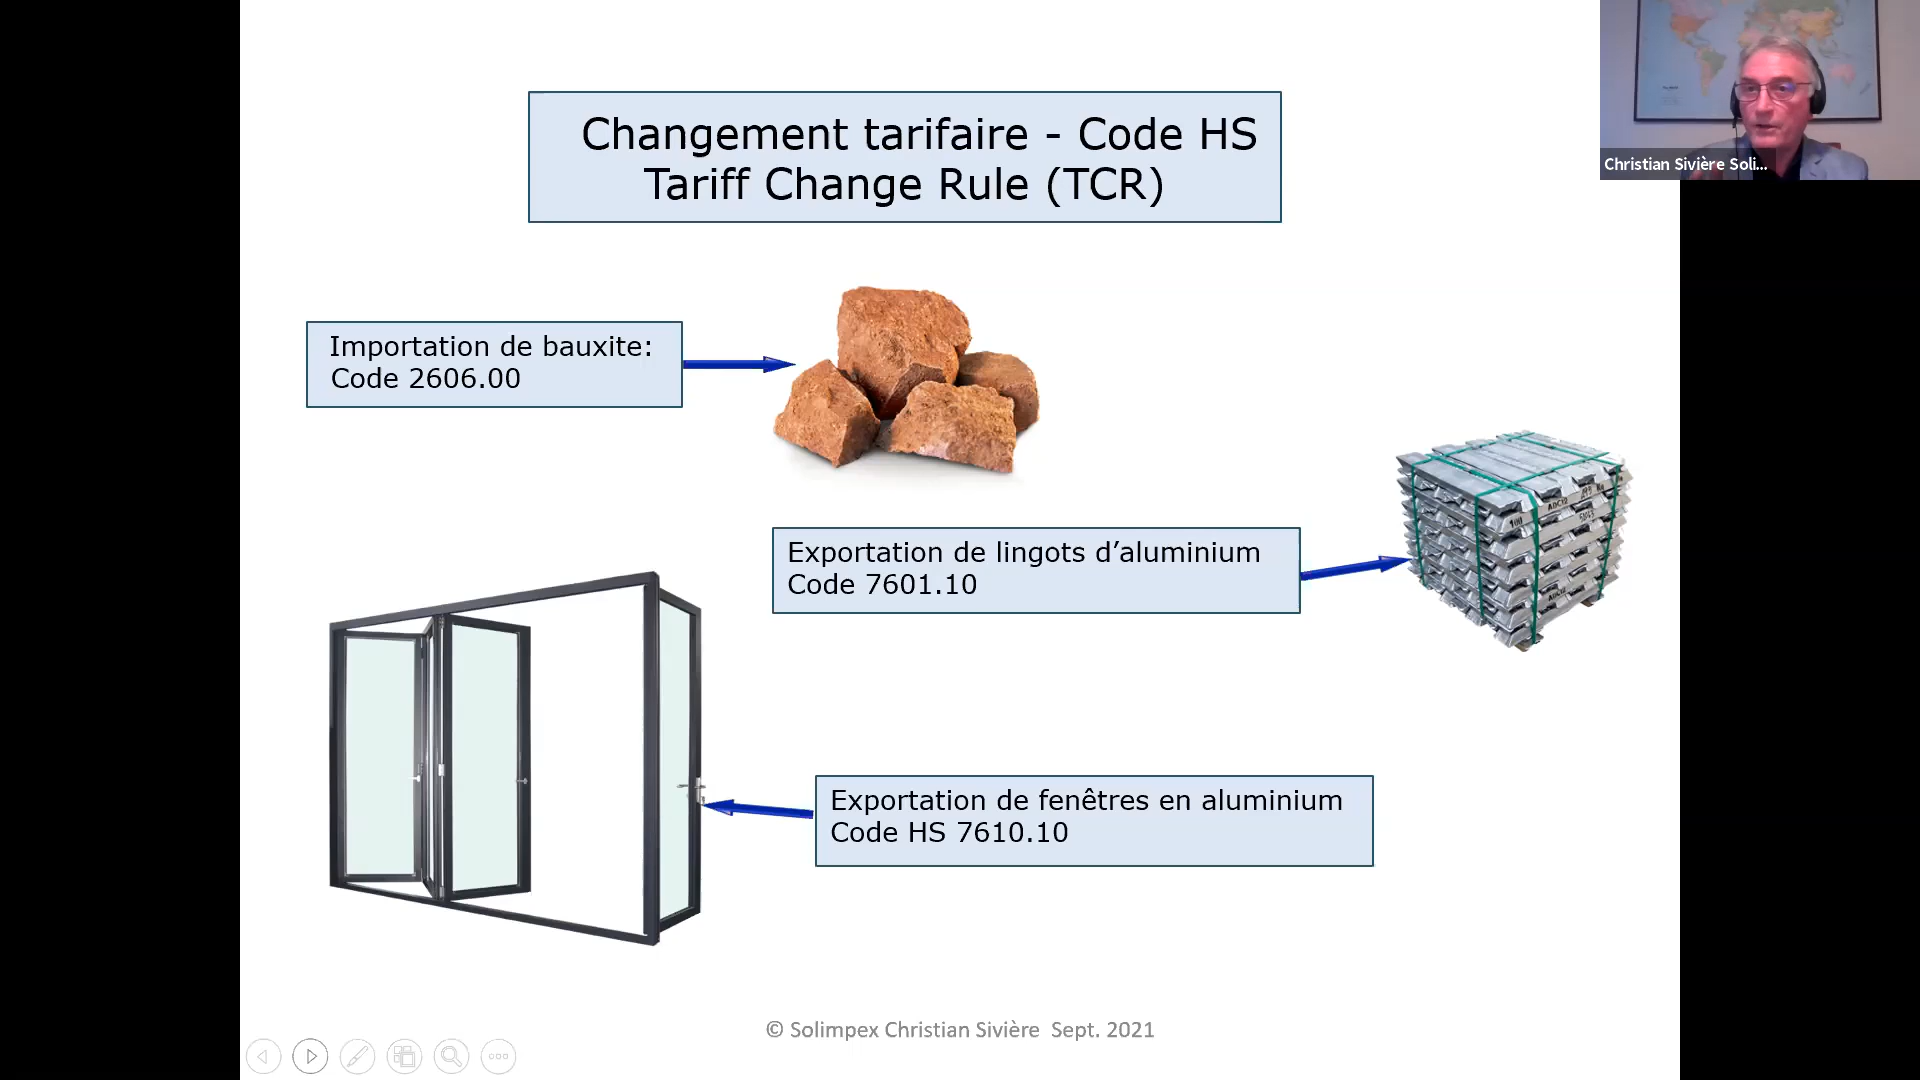 Changement tarifaire - Code HS
Tariff Change Rule (TCR)
Christian Sivière Soli...
Importation de bauxite:
Code 2606.00
Exportation de lingots d’aluminium
Code 7601.10
Exportation de fenêtres en aluminium
Code HS 7610.10
© Solimpex Christian Sivière Sept. 2021